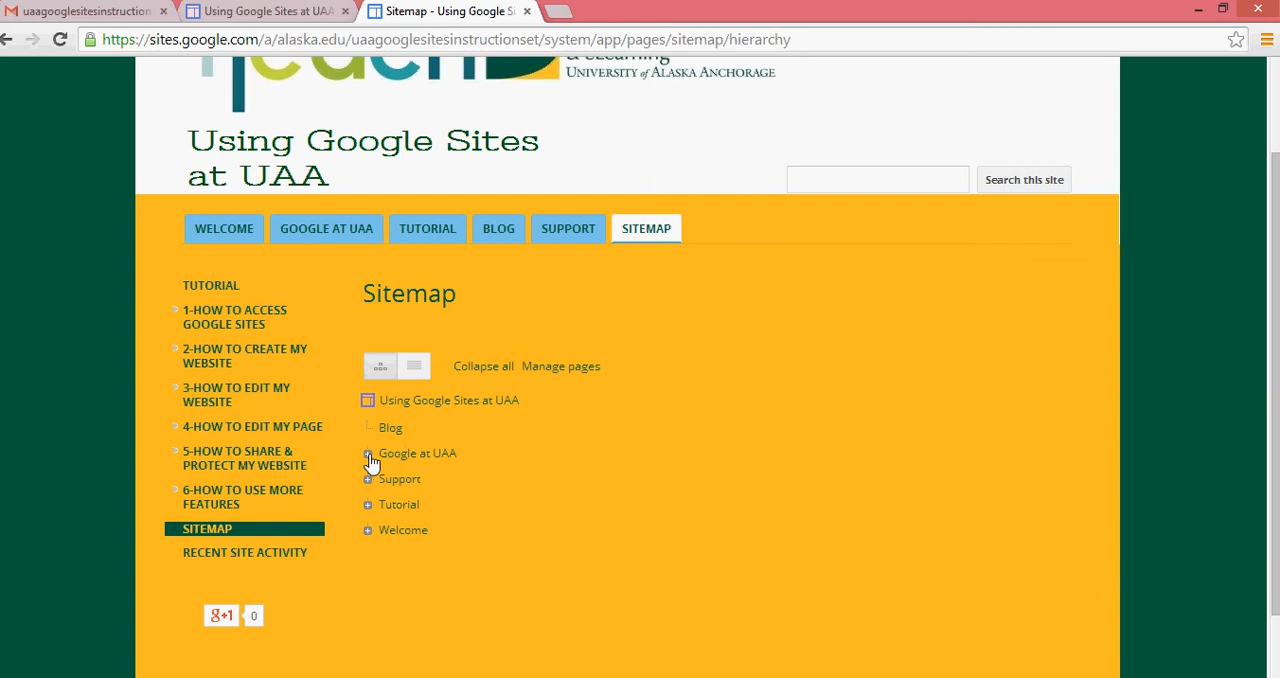 uaagooglesitesinstruction
Using Google Sites at UAA
Sitemap - Using Google Si
https://sites.google.com/a/alaska.edu/uaagooglesitesinstructionset/system/app/pages/sitemap/hierarchy
& eLearning
UNIVERSITY of ALASKA ANCHORAGE
Using Google Sites
at UAA
Search this site
WELCOME
GOOGLE AT UAA
TUTORIAL
BLOG
SUPPORT
SITEMAP
TUTORIAL
1-HOW TO ACCESS
GOOGLE SITES
2-HOW TO CREATE MY
WEBSITE
3-HOW TO EDIT MY
WEBSITE
4-HOW TO EDIT MY PAGE
5-HOW TO SHARE &
PROTECT MY WEBSITE
6-HOW TO USE MORE
FEATURES
SITEMAP
RECENT SITE ACTIVITY
g+1
0
Sitemap
Collapse all Manage pages
Using Google Sites at UAA
Blog
Google at UAA
Support
Tutorial
Welcome